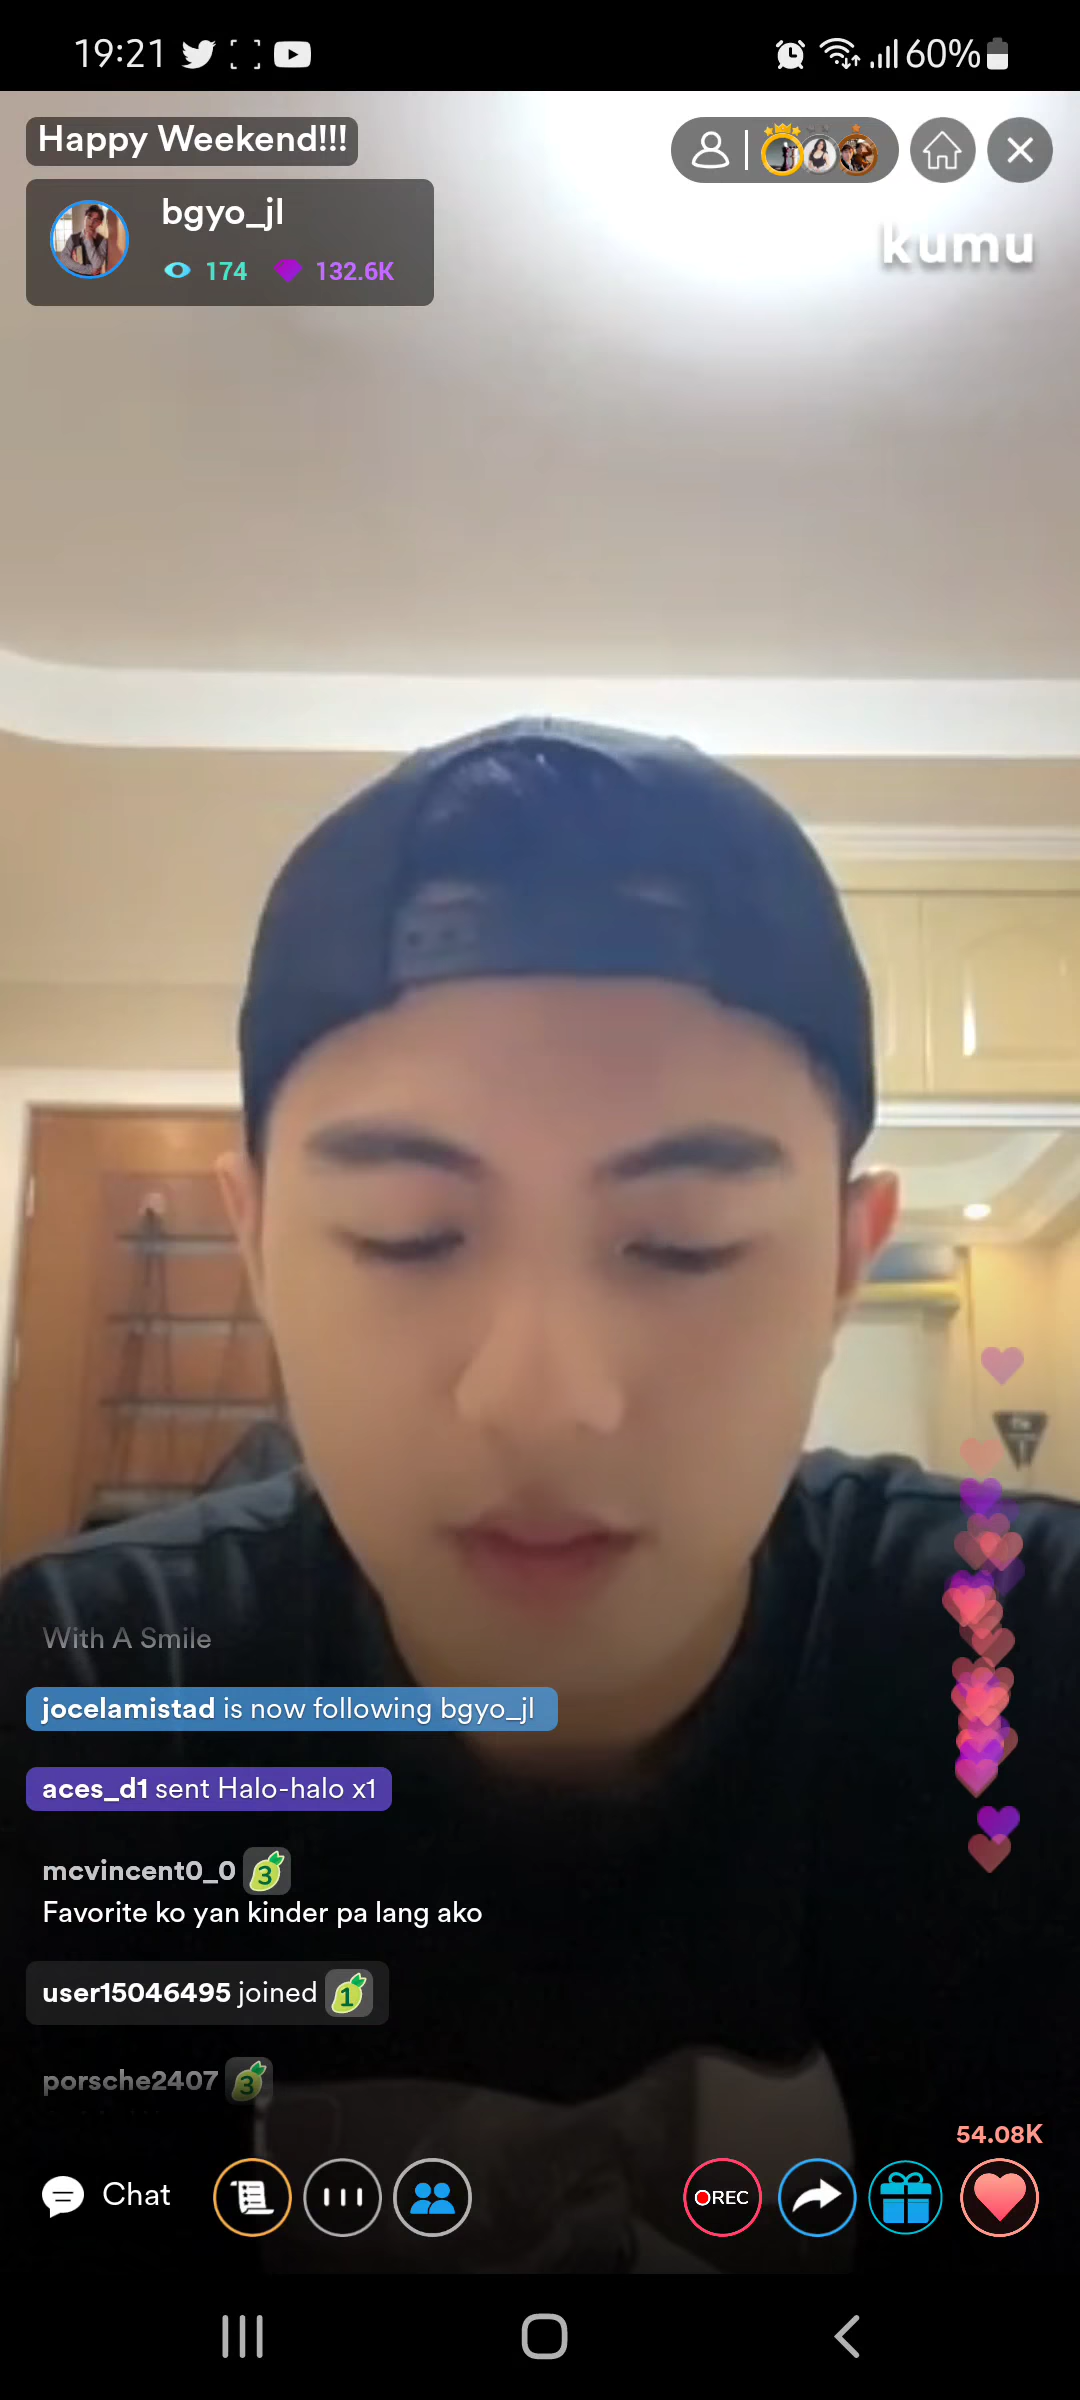 19:21
60%
Happy Weekend!!!
bgyo_jl
174 132.6K
kumu
With A Smile
jocelamistad is now following bgyo_jl
aces_d1 sent Halo-halo x1
mcvincent0_0 3
Favorite ko yan kinder pa lang ako
user15046495 joined 1
porsche2407 3
54.08K
Chat
REC